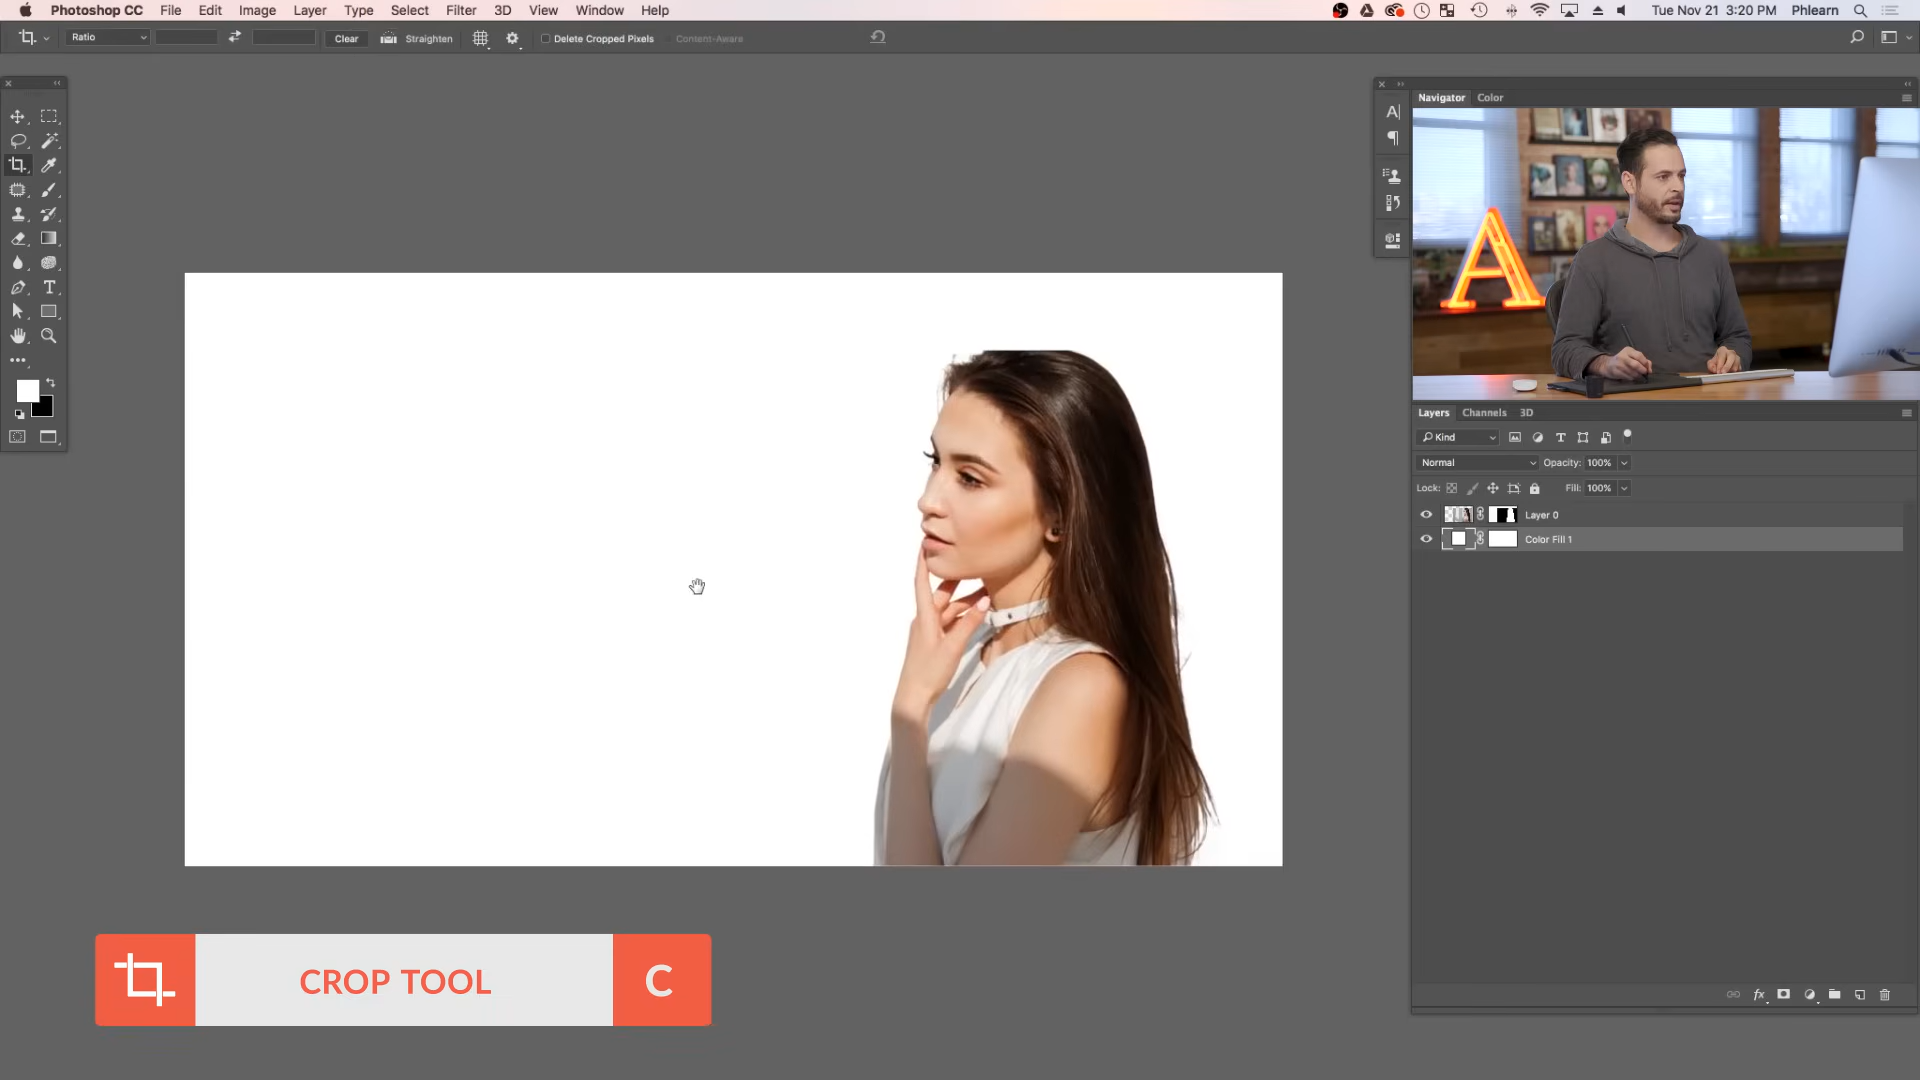 Photoshop CC File Edit Image Layer Type Select Filter 3D View Window Help Tue Nov 21 3:20 PM Phlearn
Ratio Clear Straighten Delete Cropped Pixels Content-Aware
Navigator Color
A
Layers Channels 3D
Kind
Normal Opacity: 100%
Lock: Fill: 100%
Layer 0
Color Fill 1
fx
CROP TOOL C